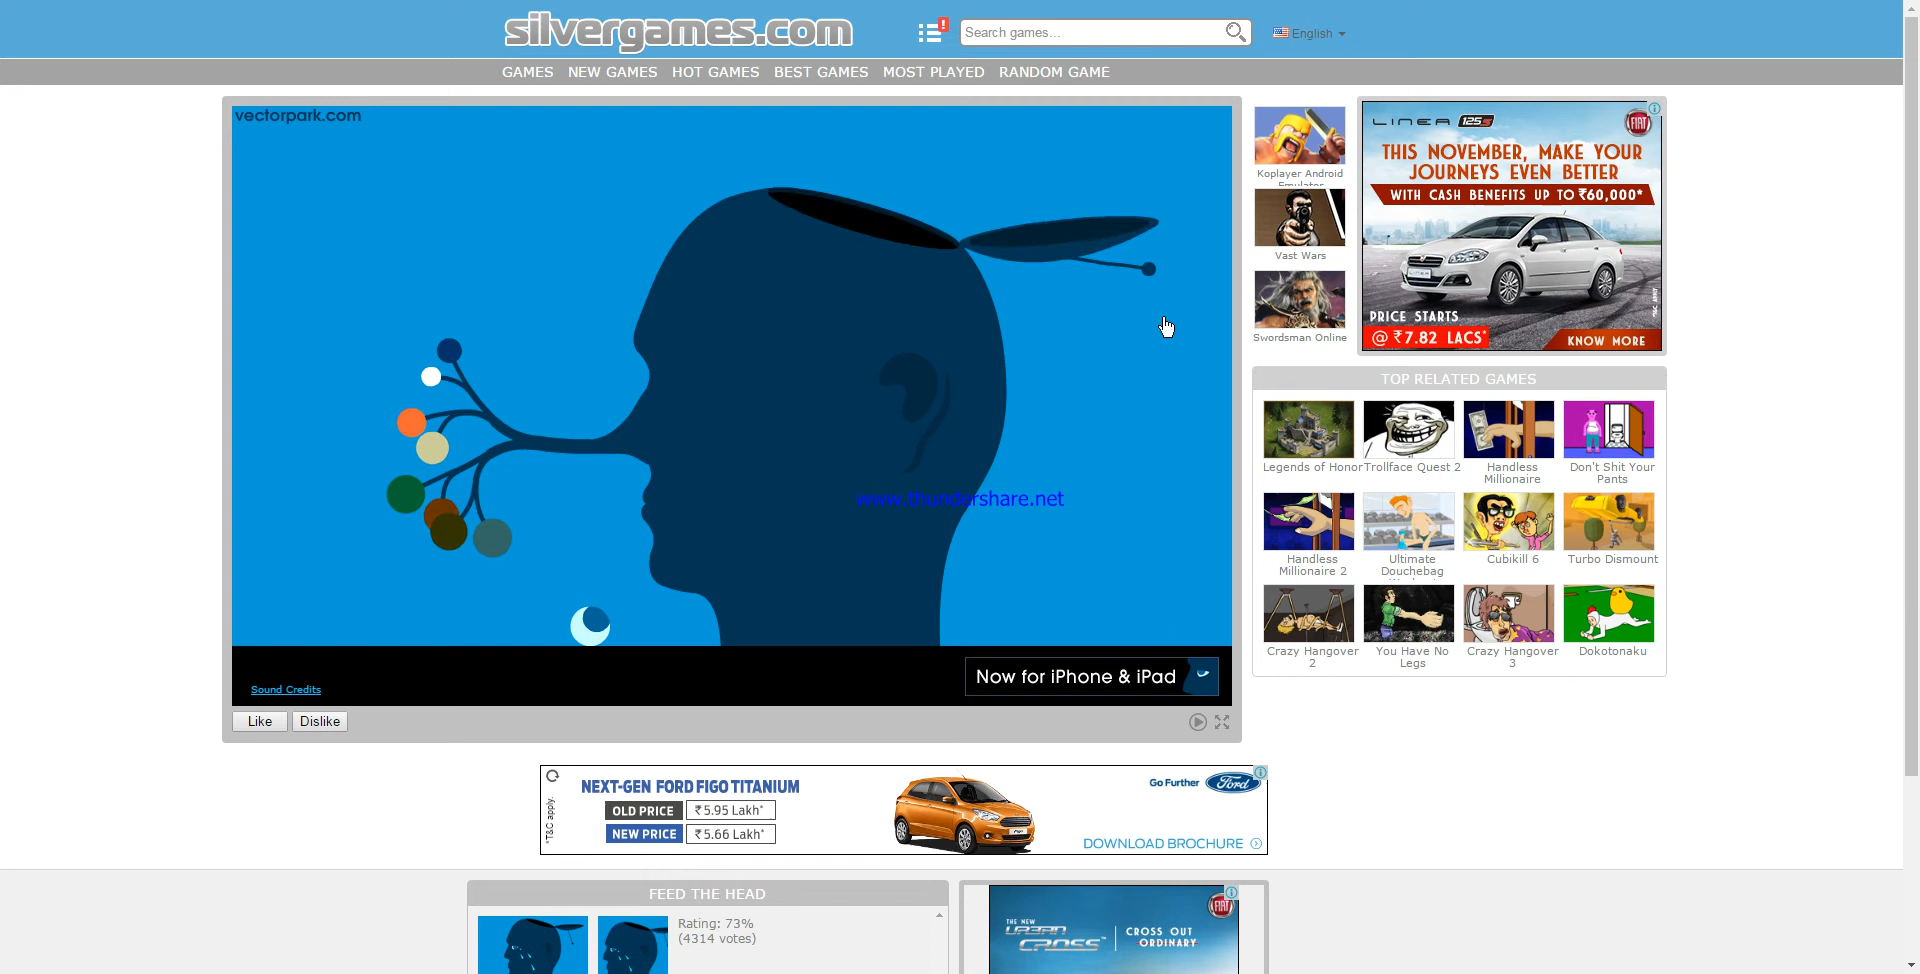 silvergames.com
!
Search games...
English
GAMES NEW GAMES HOT GAMES BEST GAMES MOST PLAYED RANDOM GAME
vectorpark.com
www.thundershare.net
Sound Credits
Now for iPhone & iPad
Like Dislike
Koplayer Android
Emulator
Vast Wars
Swordsman Online
LINEA 125S
FIAT
THIS NOVEMBER, MAKE YOUR
JOURNEYS EVEN BETTER
WITH CASH BENEFITS UP TO ₹60,000*
PRICE STARTS
@ ₹7.82 LACS*
KNOW MORE
TOP RELATED GAMES
Legends of Honor
Trollface Quest 2
Handless
Millionaire
Don't Shit Your
Pants
Handless
Millionaire 2
Ultimate
Douchebag
Cubikill 6
Turbo Dismount
Crazy Hangover
2
You Have No
Legs
Crazy Hangover
3
Dokotonaku
*T&C apply.
NEXT-GEN FORD FIGO TITANIUM
OLD PRICE ₹5.95 Lakh*
NEW PRICE ₹5.66 Lakh*
Go Further
Ford
DOWNLOAD BROCHURE
FEED THE HEAD
Rating: 73%
(4314 votes)
THE NEW
URBAN
CROSS™
CROSS OUT
ORDINARY
FIAT